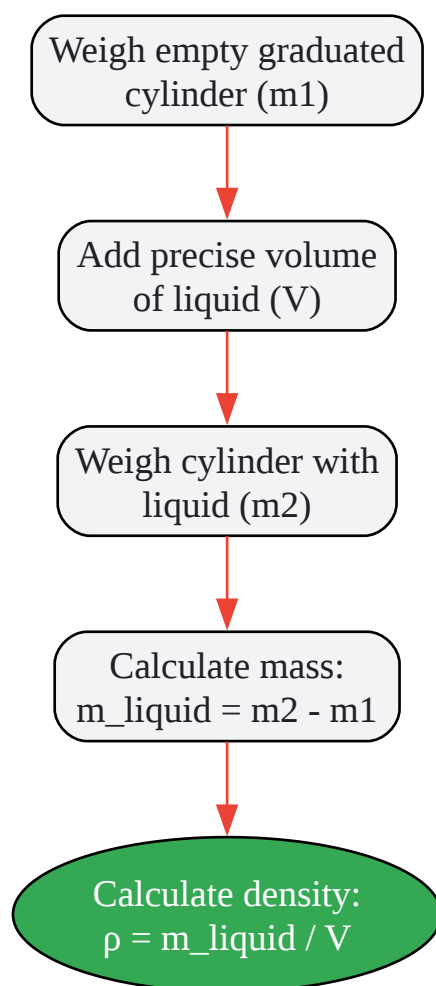 Weigh empty graduated
cylinder (m1)
Add precise volume
of liquid (V)
Weigh cylinder with
liquid (m2)
Calculate mass:
m_liquid = m2 - m1
Calculate density:
ρ = m_liquid / V